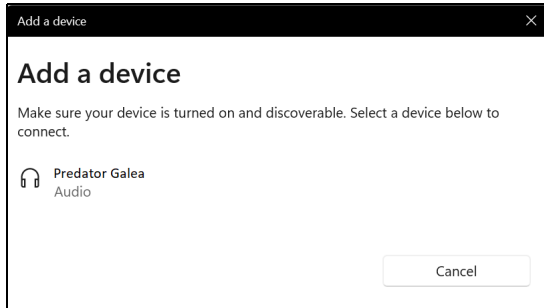 Add a device
Add a device
Make sure your device is turned on and discoverable. Select a device below to
connect.
Predator Galea
Audio
Cancel